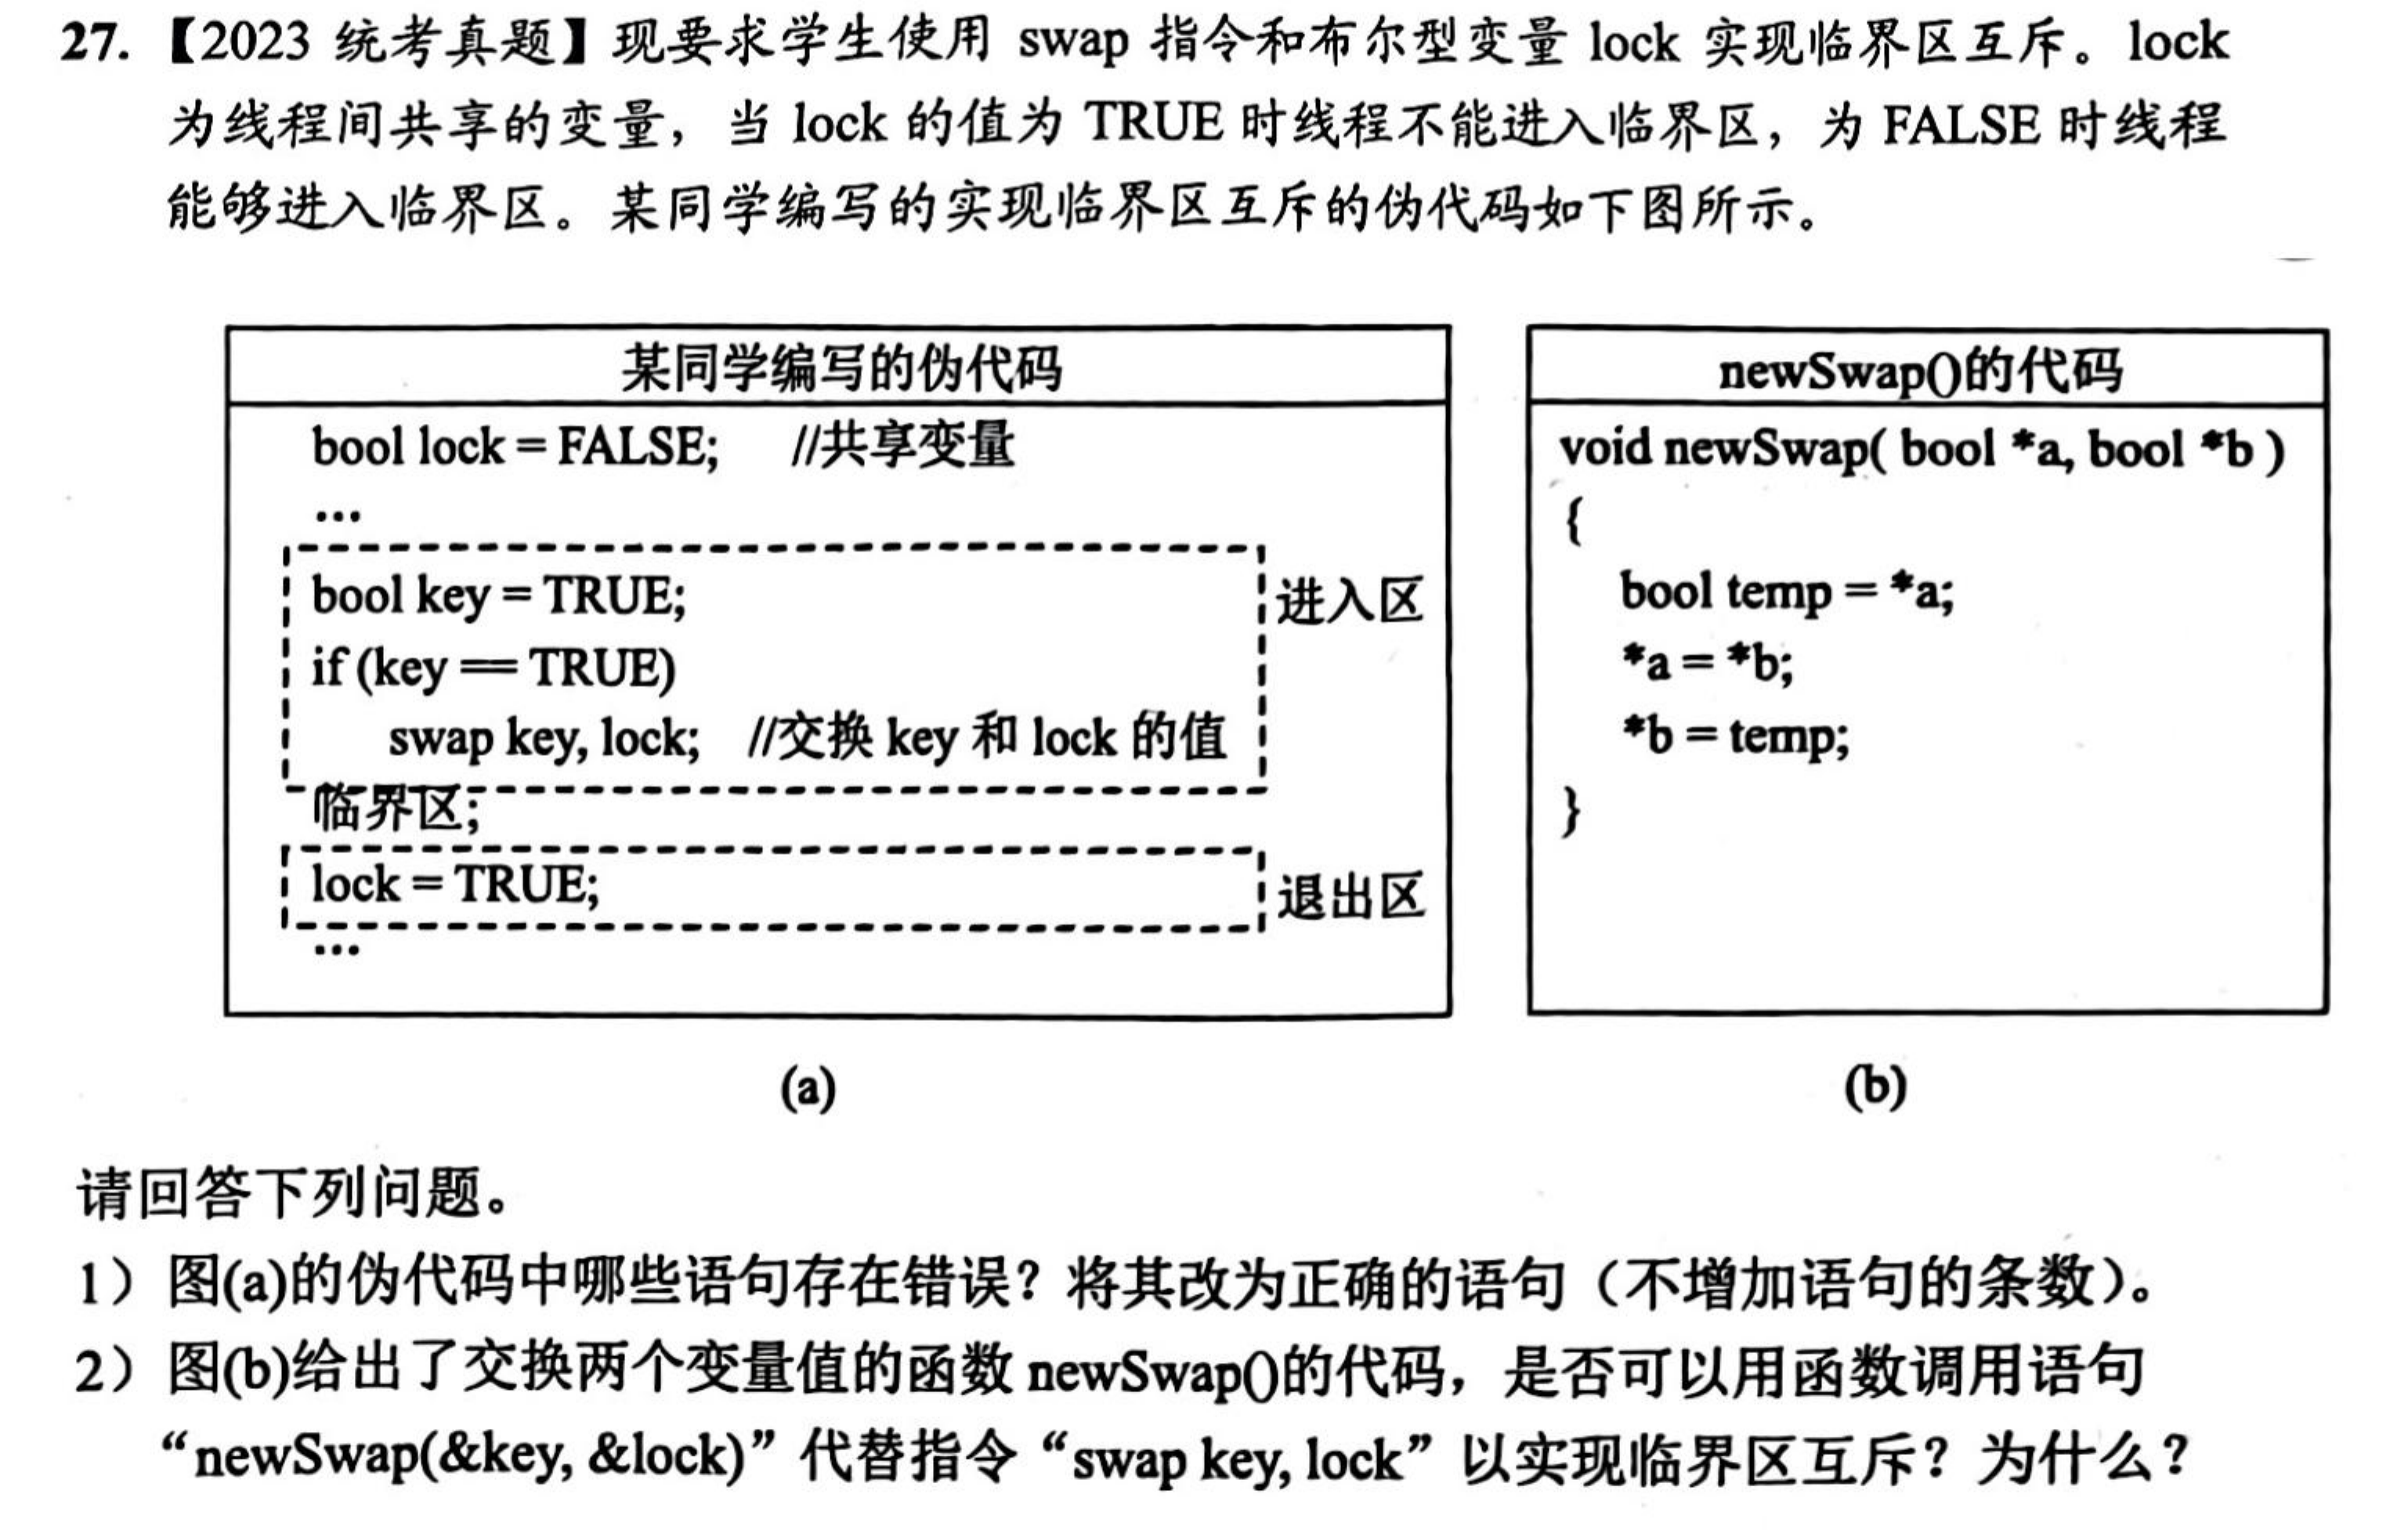 27.【2023 统考真题】现要求学生使用 swap 指令和布尔型变量 lock 实现临界区互斥。lock
为线程间共享的变量，当 lock 的值为 TRUE 时线程不能进入临界区，为 FALSE 时线程
能够进入临界区。某同学编写的实现临界区互斥的伪代码如下图所示。
某同学编写的伪代码
bool lock = FALSE; //共享变量
...
bool key = TRUE;
进入区
if (key == TRUE)
swap key, lock; //交换 key 和 lock 的值
临界区;
lock = TRUE;
退出区
...
(a)
newSwap()的代码
void newSwap( bool *a, bool *b )
{
bool temp = *a;
*a = *b;
*b = temp;
}
(b)
请回答下列问题。
1）图(a)的伪代码中哪些语句存在错误？将其改为正确的语句（不增加语句的条数）。
2）图(b)给出了交换两个变量值的函数 newSwap()的代码，是否可以用函数调用语句
“newSwap(&key, &lock)”代替指令“swap key, lock”以实现临界区互斥？为什么？